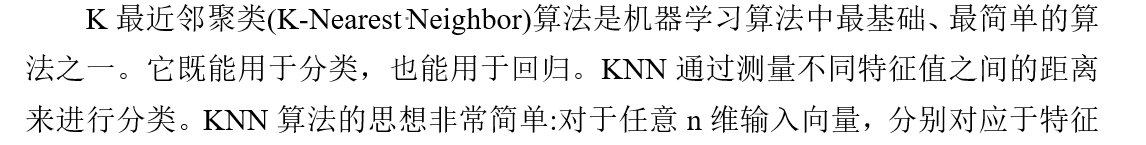 K 最近邻聚类(K-Nearest Neighbor)算法是机器学习算法中最基础、最简单的算
法之一。它既能用于分类，也能用于回归。KNN 通过测量不同特征值之间的距离
来进行分类。KNN 算法的思想非常简单:对于任意 n 维输入向量，分别对应于特征